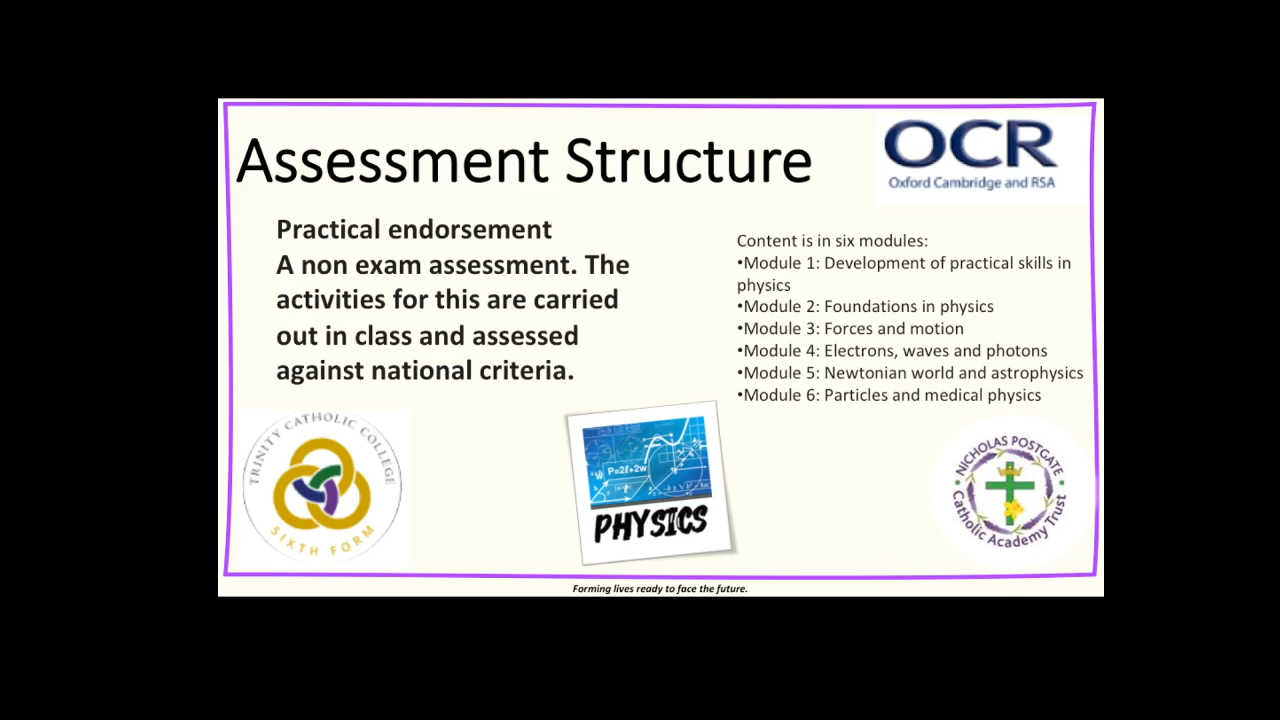 Assessment Structure
OCR
Oxford Cambridge and RSA
Practical endorsement
A non exam assessment. The
activities for this are carried
out in class and assessed
against national criteria.
Content is in six modules:
•Module 1: Development of practical skills in
physics
•Module 2: Foundations in physics
•Module 3: Forces and motion
•Module 4: Electrons, waves and photons
•Module 5: Newtonian world and astrophysics
•Module 6: Particles and medical physics
TRINITY CATHOLIC COLLEGE
SIXTH FORM
P=2ℓ+2w
PHYSICS
NICHOLAS POSTGATE
Catholic Academy Trust
Forming lives ready to face the future.